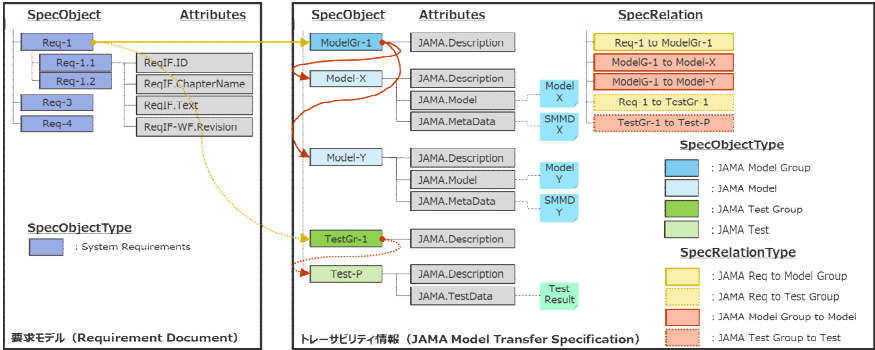 SpecObject
Attributes
Req-1
Req-1.1
ReqIF.ID
Req-1.2
ReqIF.ChapterName
Req-3
ReqIF.Text
Req-4
ReqIF-WF.Revision
SpecObjectType
: System Requirements
要求モデル（Requirement Document）
SpecObject
Attributes
ModelGr-1
JAMA.Description
Model-X
JAMA.Description
JAMA.Model
Model
X
JAMA.MetaData
SMMD
X
Model-Y
JAMA.Description
JAMA.Model
Model
Y
JAMA.MetaData
SMMD
Y
TestGr-1
JAMA.Description
Test-P
JAMA.Description
JAMA.TestData
Test
Result
SpecRelation
Req-1 to ModelGr-1
ModelG-1 to Model-X
ModelG-1 to Model-Y
Req-1 to TestGr-1
TestGr-1 to Test-P
SpecObjectType
: JAMA Model Group
: JAMA Model
: JAMA Test Group
: JAMA Test
SpecRelationType
: JAMA Req to Model Group
: JAMA Req to Test Group
: JAMA Model Group to Model
: JAMA Test Group to Test
トレーサビリティ情報（JAMA Model Transfer Specification）